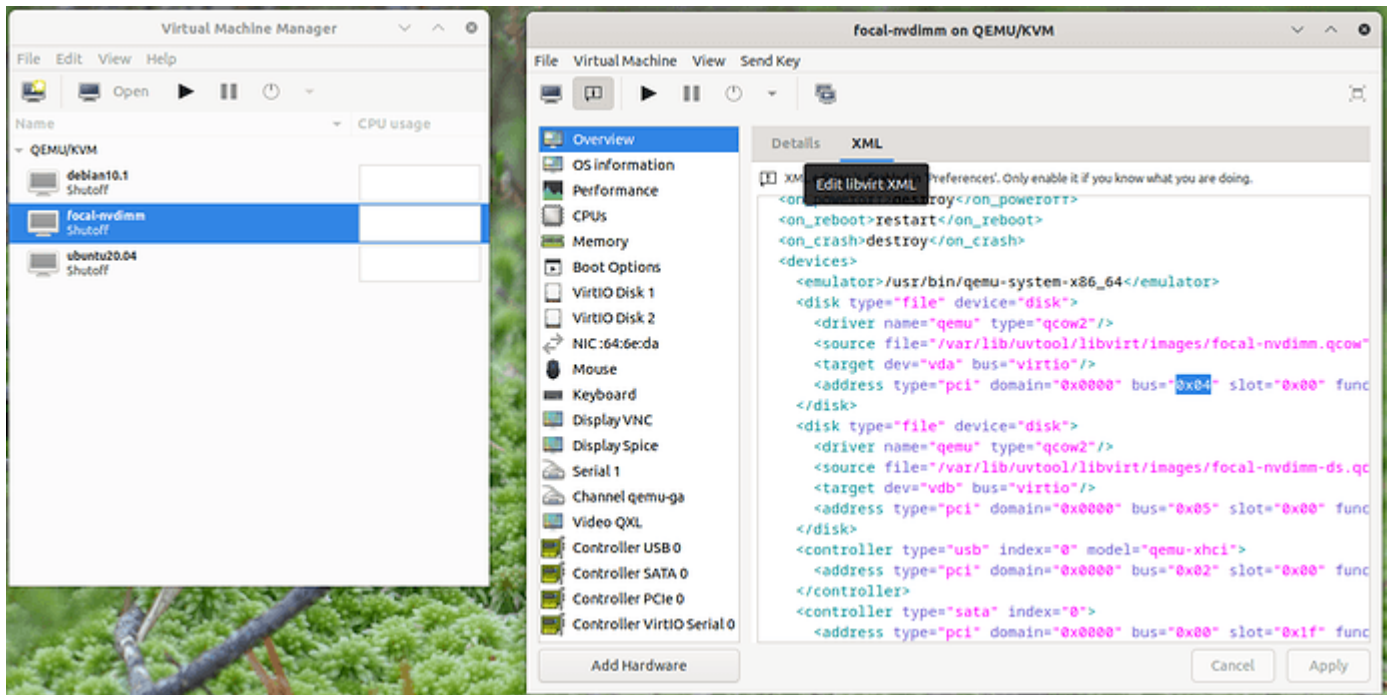 Virtual Machine Manager
File Edit View Help
Open
Name CPU usage
QEMU/KVM
debian10.1
Shutoff
focal-nvdimm
Shutoff
ubuntu20.04
Shutoff
focal-nvdimm on QEMU/KVM
File Virtual Machine View Send Key
Overview
OS information
Performance
CPUs
Memory
Boot Options
VirtIO Disk 1
VirtIO Disk 2
NIC :64:6e:da
Mouse
Keyboard
Display VNC
Display Spice
Serial 1
Channel qemu-ga
Video QXL
Controller USB 0
Controller SATA 0
Controller PCIe 0
Controller VirtIO Serial 0
Add Hardware
Details XML
XM 'Preferences'. Only enable it if you know what you are doing.
Edit libvirt XML
<on_poweroff>destroy</on_poweroff>
<on_reboot>restart</on_reboot>
<on_crash>destroy</on_crash>
<devices>
<emulator>/usr/bin/qemu-system-x86_64</emulator>
<disk type="file" device="disk">
<driver name="qemu" type="qcow2"/>
<source file="/var/lib/uvtool/libvirt/images/focal-nvdimm.qcow"
<target dev="vda" bus="virtio"/>
<address type="pci" domain="0x0000" bus="0x04" slot="0x00" func
</disk>
<disk type="file" device="disk">
<driver name="qemu" type="qcow2"/>
<source file="/var/lib/uvtool/libvirt/images/focal-nvdimm-ds.qc
<target dev="vdb" bus="virtio"/>
<address type="pci" domain="0x0000" bus="0x05" slot="0x00" func
</disk>
<controller type="usb" index="0" model="qemu-xhci">
<address type="pci" domain="0x0000" bus="0x02" slot="0x00" func
</controller>
<controller type="sata" index="0">
<address type="pci" domain="0x0000" bus="0x00" slot="0x1f" func
Cancel Apply